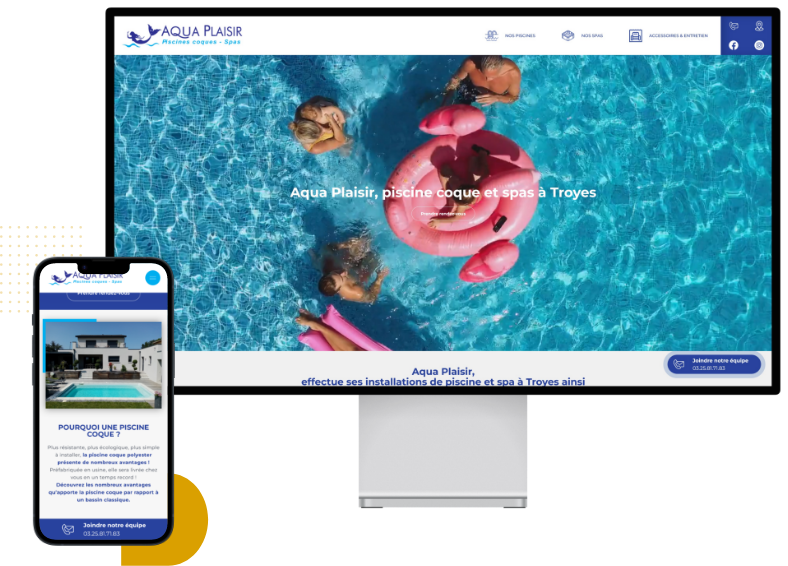 AQUA PLAISIR
Piscines coques - Spas
NOS PISCINES
NOS SPAS
ACCESSOIRES & ENTRETIEN
Aqua Plaisir, piscine coque et spas à Troyes
Prendre rendez-vous
Joindre notre équipe
03.25.81.71.83
Aqua Plaisir,
effectue ses installations de piscine et spa à Troyes ainsi
AQUA PLAISIR
Piscines coques - Spas
Prendre rendez-vous
POURQUOI UNE PISCINE
COQUE ?
Plus résistante, plus écologique, plus simple
à installer, la piscine coque polyester
présente de nombreux avantages !
Préfabriquée en usine, elle sera livrée chez
vous en un temps record !
Découvrez les nombreux avantages
qu'apporte la piscine coque par rapport à
un bassin classique.
Joindre notre équipe
03.25.81.71.83